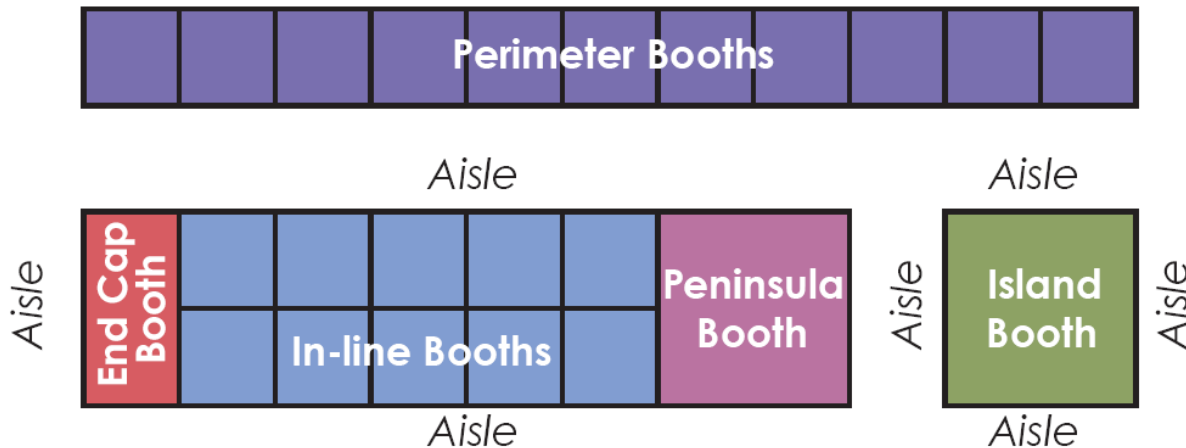 Perimeter Booths
Aisle
Aisle
Aisle
End Cap
Booth
In-line Booths
Peninsula
Booth
Aisle
Island
Booth
Aisle
Aisle
Aisle